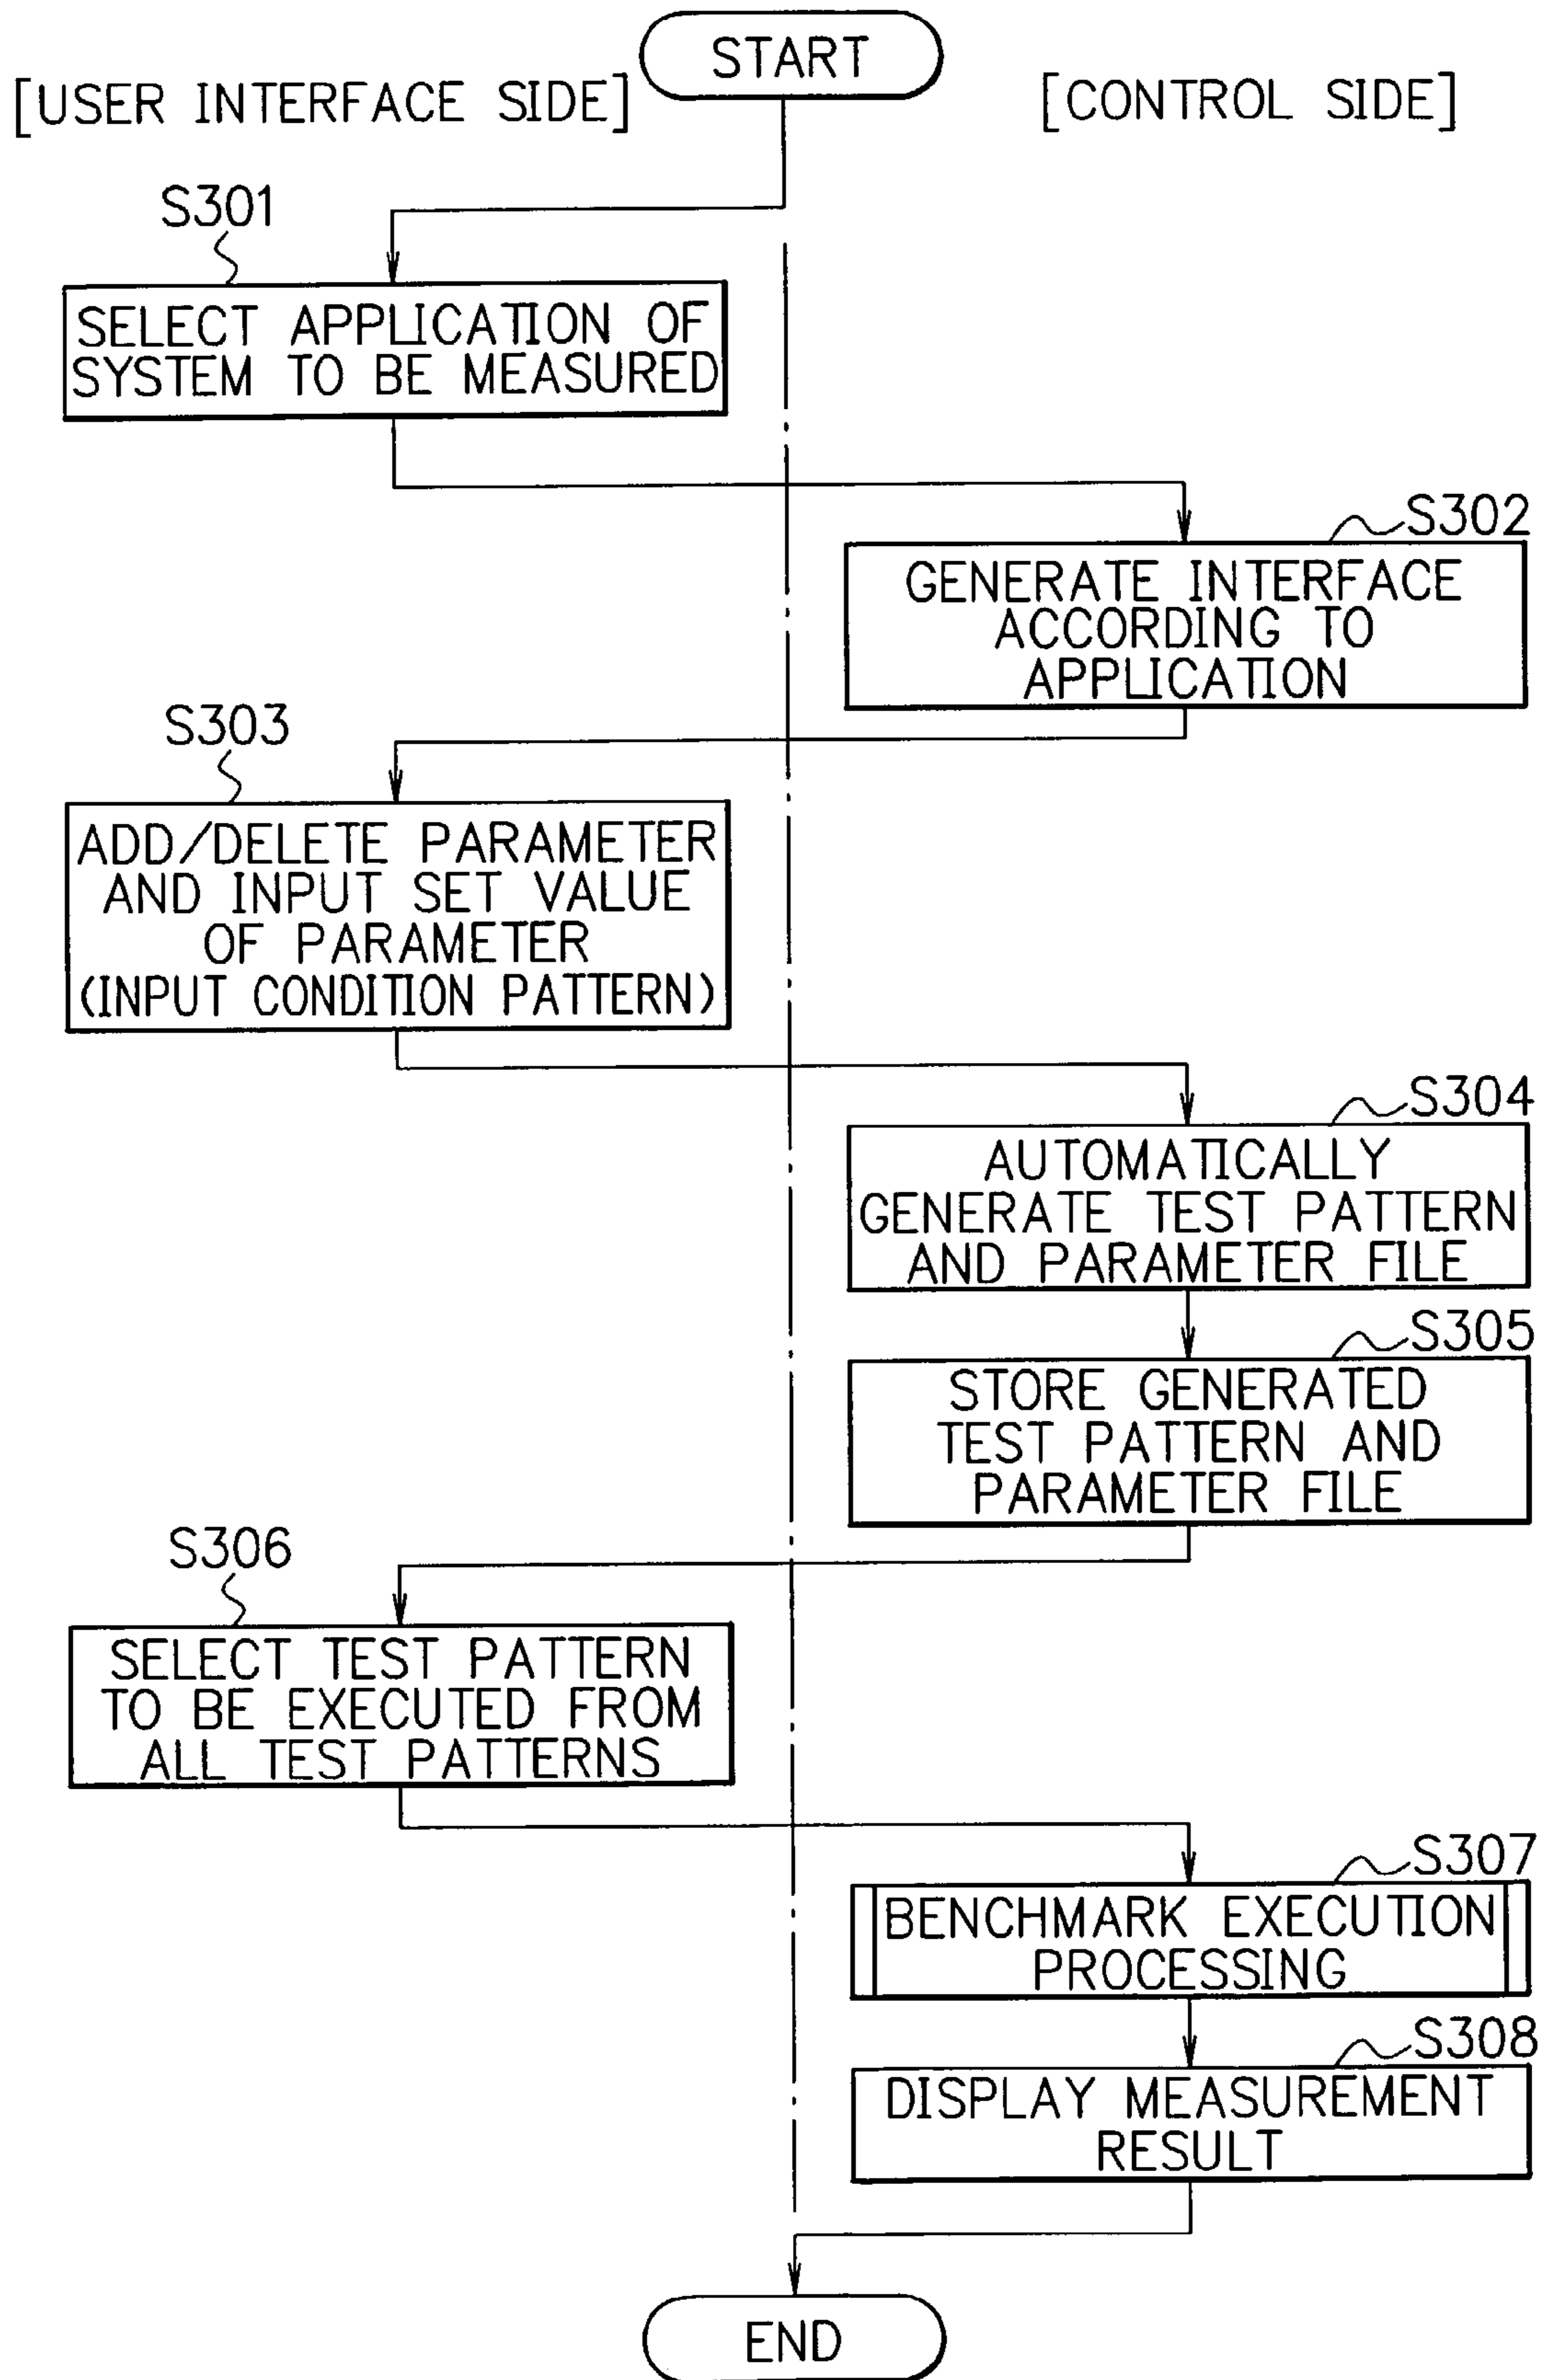 START
[USER INTERFACE SIDE]
[CONTROL SIDE]
S301
SELECT APPLICATION OF
SYSTEM TO BE MEASURED
S302
GENERATE INTERFACE
ACCORDING TO
APPLICATION
S303
ADD/DELETE PARAMETER
AND INPUT SET VALUE
OF PARAMETER
(INPUT CONDITION PATTERN)
S304
AUTOMATICALLY
GENERATE TEST PATTERN
AND PARAMETER FILE
S305
STORE GENERATED
TEST PATTERN AND
PARAMETER FILE
S306
SELECT TEST PATTERN
TO BE EXECUTED FROM
ALL TEST PATTERNS
S307
BENCHMARK EXECUTION
PROCESSING
S308
DISPLAY MEASUREMENT
RESULT
END